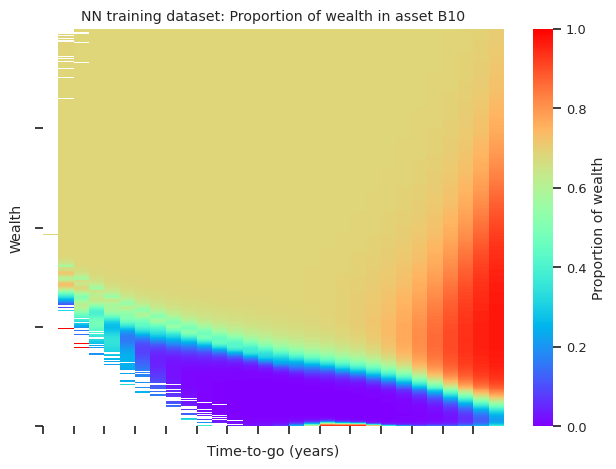 NN training dataset: Proportion of wealth in asset B10
Wealth
Time-to-go (years)
1.0
0.8
0.6
0.4
0.2
0.0
Proportion of wealth